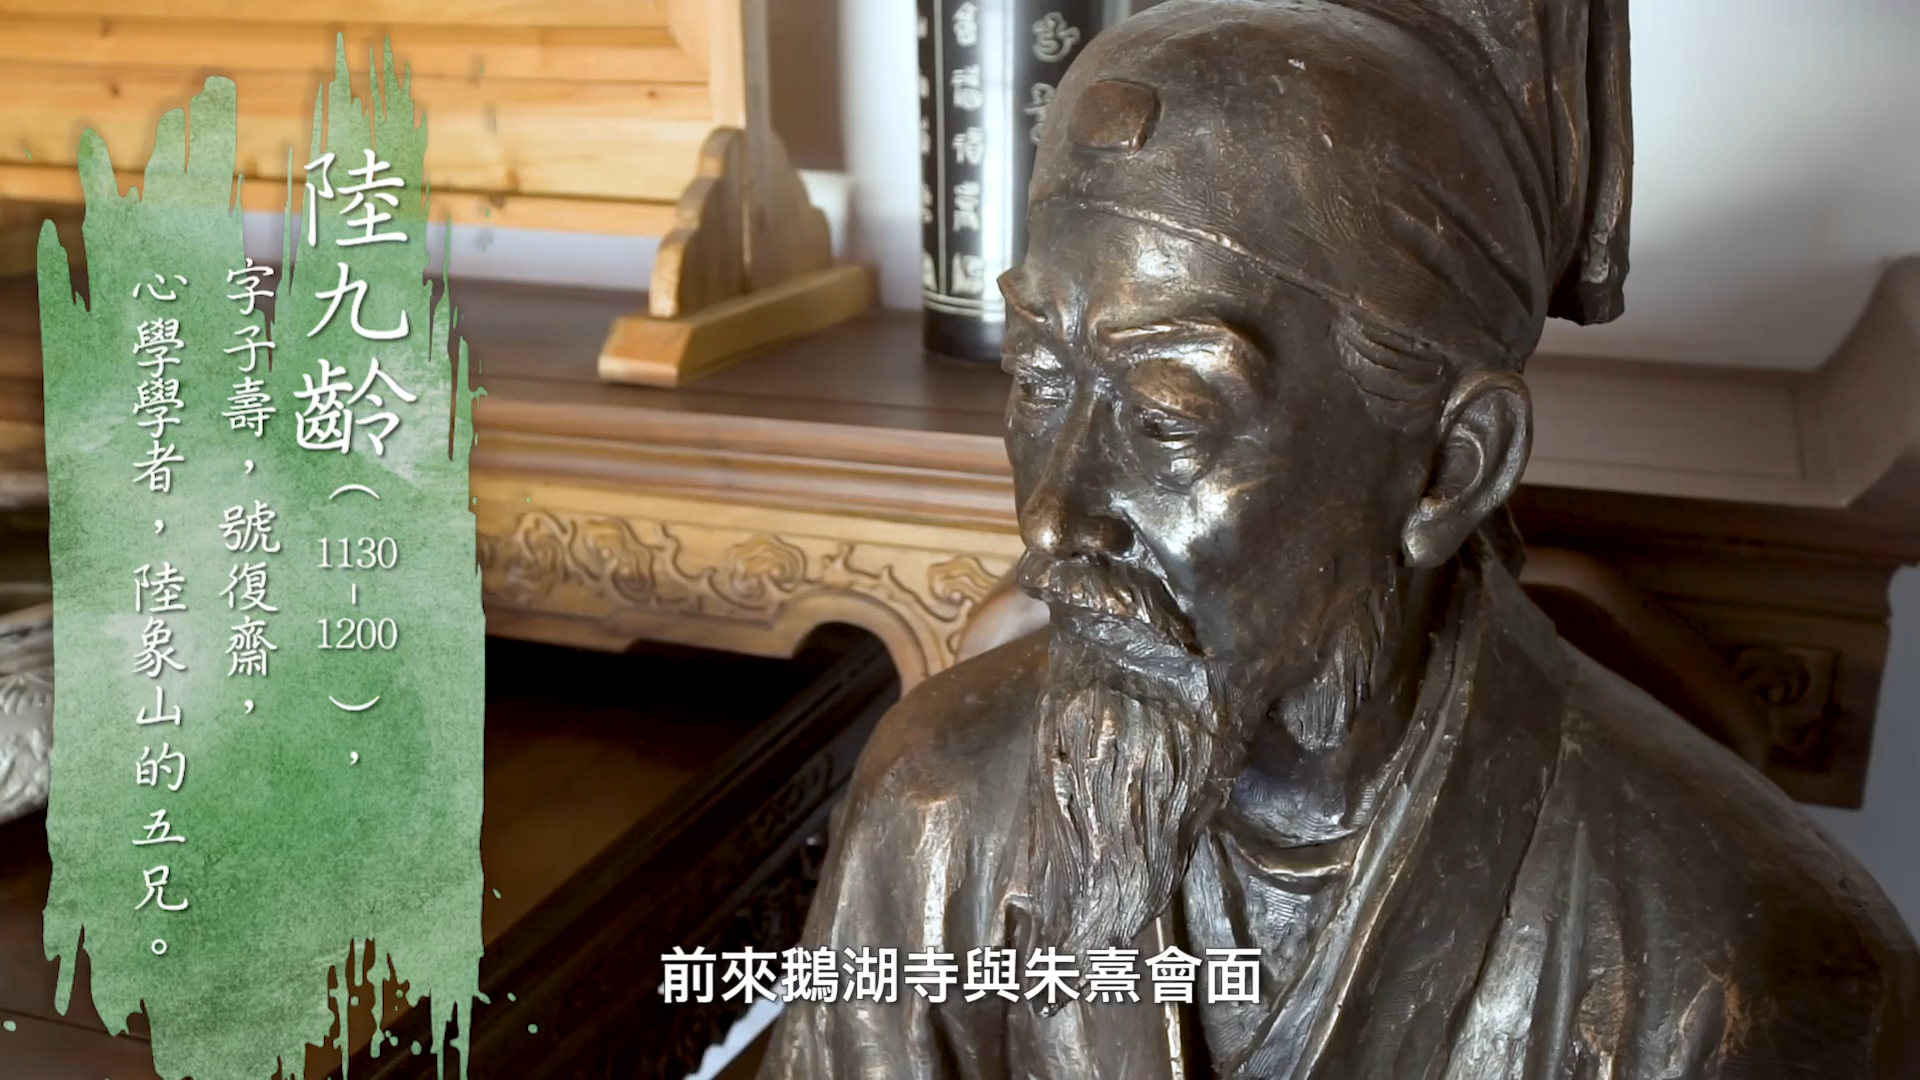 陸九齡（1130-1200），
字子壽，號復齋，
心學學者，陸象山的五兄。
前來鵝湖寺與朱熹會面